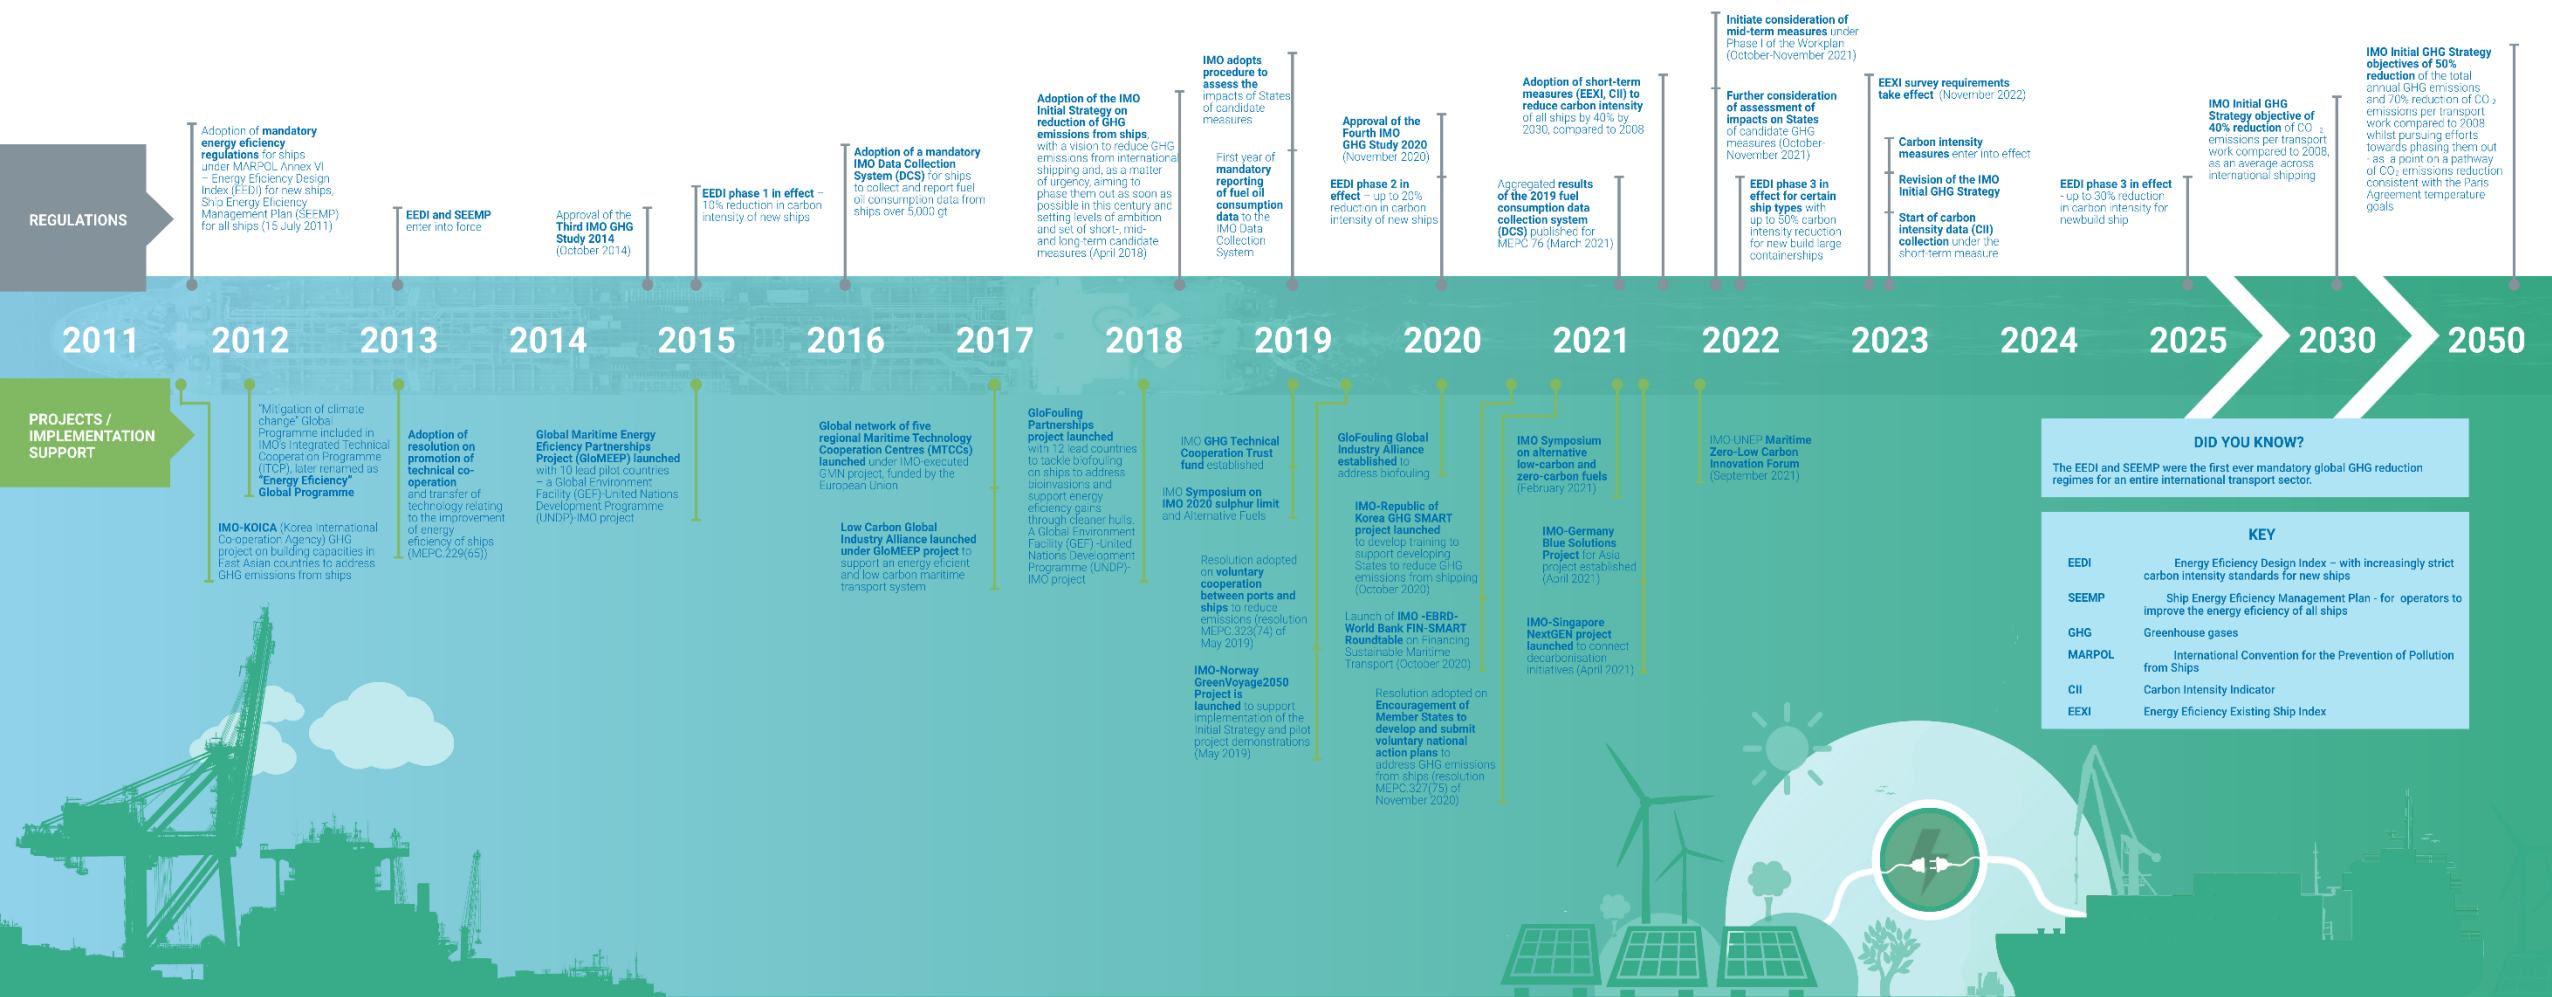 REGULATIONS
Adoption of mandatory
energy efficiency
regulations for ships
under MARPOL Annex VI
– Energy Eficiency Design
Index (EEDI) for new ships,
Ship Energy Eficiency
Management Plan (SEEMP)
for all ships (15 July 2011)
EEDI and SEEMP
enter into force
Approval of the
Third IMO GHG
Study 2014
(October 2014)
EEDI phase 1 in effect –
10% reduction in carbon
intensity of new ships
Adoption of a mandatory
IMO Data Collection
System (DCS) for ships
to collect and report fuel
oil consumption data from
ships over 5,000 gt
Adoption of the IMO
Initial Strategy on
reduction of GHG
emissions from ships,
with a vision to reduce GHG
emissions from international
shipping and, as a matter
of urgency, aiming to
phase them out as soon as
possible in this century and
setting levels of ambition
and set of short-, mid-
and long-term candidate
measures (April 2018)
IMO adopts
procedure to
assess the
impacts of States
of candidate
measures
First year of
mandatory
reporting
of fuel oil
consumption
data to the
IMO Data
Collection
System
Approval of the
Fourth IMO
GHG Study 2020
(November 2020)
EEDI phase 2 in
effect – up to 20%
reduction in carbon
intensity of new ships
Adoption of short-term
measures (EEXI, CII) to
reduce carbon intensity
of all ships by 40% by
2030, compared to 2008
Aggregated results
of the 2019 fuel
consumption data
collection system
(DCS) published for
MEPC 76 (March 2021)
Initiate consideration of
mid-term measures under
Phase I of the Workplan
(October-November 2021)
Further consideration
of assessment of
impacts on States
of candidate GHG
measures (October-
November 2021)
EEDI phase 3 in
effect for certain
ship types with
up to 50% carbon
intensity reduction
for new build large
containerships
EEXI survey requirements
take effect (November 2022)
Carbon intensity
measures enter into effect
Revision of the IMO
Initial GHG Strategy
Start of carbon
intensity data (CII)
collection under the
short-term measure
EEDI phase 3 in effect
- up to 30% reduction
in carbon intensity for
newbuild ship
IMO Initial GHG
Strategy objective of
40% reduction of CO 2
emissions per transport
work compared to 2008,
as an average across
international shipping
IMO Initial GHG Strategy
objectives of 50%
reduction of the total
annual GHG emissions
and 70% reduction of CO 2
emissions per transport
work compared to 2008
whilst pursuing efforts
towards phasing them out
- as a point on a pathway
of CO₂ emissions reduction
consistent with the Paris
Agreement temperature
goals
2011 2012 2013 2014 2015 2016 2017 2018 2019 2020 2021 2022 2023 2024 2025 2030 2050
PROJECTS /
IMPLEMENTATION
SUPPORT
"Mitigation of climate
change" Global
Programme included in
IMO's Integrated Technical
Cooperation Programme
(ITCP), later renamed as
"Energy Efficiency"
Global Programme
IMO-KOICA (Korea International
Co-operation Agency) GHG
project on building capacities in
East Asian countries to address
GHG emissions from ships
Adoption of
resolution on
promotion of
technical co-
operation
and transfer of
technology relating
to the improvement
of energy
eficiency of ships
(MEPC.229(65))
Global Maritime Energy
Eficiency Partnerships
Project (GloMEEP) launched
with 10 lead pilot countries
– a Global Environment
Facility (GEF)-United Nations
Development Programme
(UNDP)-IMO project
Global network of five
regional Maritime Technology
Cooperation Centres (MTCCs)
launched under IMO-executed
GMN project, funded by the
European Union
Low Carbon Global
Industry Alliance launched
under GloMEEP project to
support an energy eficient
and low carbon maritime
transport system
GloFouling
Partnerships
project launched
with 12 lead countries
to tackle biofouling
on ships to address
bioinvasions and
support energy
eficiency gains
through cleaner hulls.
A Global Environment
Facility (GEF) -United
Nations Development
Programme (UNDP)-
IMO project
IMO GHG Technical
Cooperation Trust
fund established
IMO Symposium on
IMO 2020 sulphur limit
and Alternative Fuels
Resolution adopted
on voluntary
cooperation
between ports and
ships to reduce
emissions (resolution
MEPC.323(74) of
May 2019)
IMO-Norway
GreenVoyage2050
Project is
launched to support
implementation of the
Initial Strategy and pilot
project demonstrations
(May 2019)
GloFouling Global
Industry Alliance
established to
address biofouling
IMO-Republic of
Korea GHG SMART
project launched
to develop training to
support developing
States to reduce GHG
emissions from shipping
(October 2020)
Launch of IMO -EBRD-
World Bank FIN-SMART
Roundtable on Financing
Sustainable Maritime
Transport (October 2020)
Resolution adopted on
Encouragement of
Member States to
develop and submit
voluntary national
action plans to
address GHG emissions
from ships (resolution
MEPC.327(75) of
November 2020)
IMO Symposium
on alternative
low-carbon and
zero-carbon fuels
(February 2021)
IMO-Germany
Blue Solutions
Project for Asia
project established
(April 2021)
IMO-Singapore
NextGEN project
launched to connect
decarbonisation
initiatives (April 2021)
IMO-UNEP Maritime
Zero-Low Carbon
Innovation Forum
(September 2021)
DID YOU KNOW?
The EEDI and SEEMP were the first ever mandatory global GHG reduction
regimes for an entire international transport sector.
KEY
EEDI Energy Eficiency Design Index – with increasingly strict
carbon intensity standards for new ships
SEEMP Ship Energy Eficiency Management Plan - for operators to
improve the energy eficiency of all ships
GHG Greenhouse gases
MARPOL International Convention for the Prevention of Pollution
from Ships
CII Carbon Intensity Indicator
EEXI Energy Eficiency Existing Ship Index